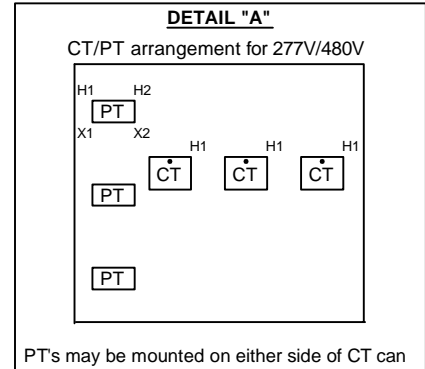 DETAIL "A"
CT/PT arrangement for 277V/480V
H1 H2
PT
X1 X2
H1 H1 H1
CT CT CT
PT
PT
PT's may be mounted on either side of CT can